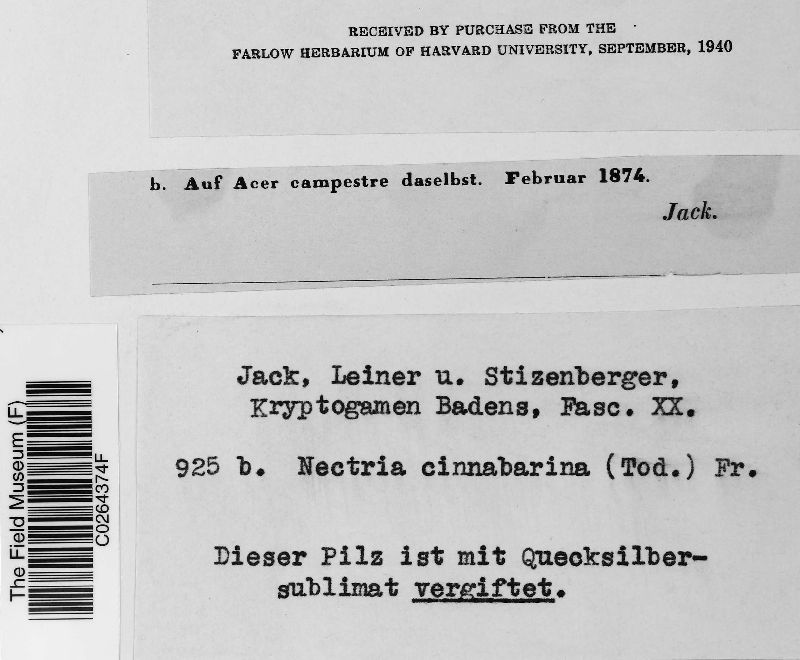 RECEIVED BY PURCHASE FROM THE
FARLOW HERBARIUM OF HARVARD UNIVERSITY, SEPTEMBER, 1940
b. Auf Acer campestre daselbst. Februar 1874.
Jack.
Jack, Leiner u. Stizenberger,
Kryptogamen Badens, Fasc. XX.
925 b. Nectria cinnabarina (Tod.) Fr.
Dieser Pilz ist mit Quecksilber-
sublimat vergiftet.
The Field Museum (F)
C0264374F